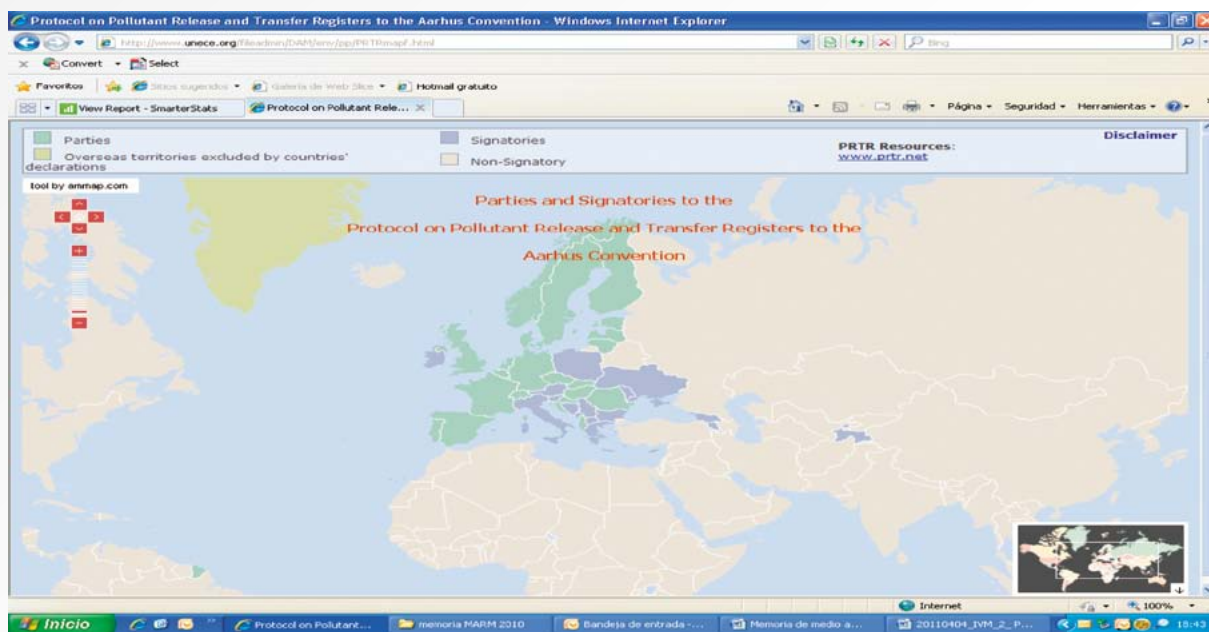 Protocol on Pollutant Release and Transfer Registers to the Aarhus Convention - Windows Internet Explorer
http://www.unece.org/fileadmin/DAM/env/pp/PRTRmapf.html
Bing
Convert
Select
Favoritos
Sitios sugeridos
Galería de Web Slice
Hotmail gratuito
View Report - SmarterStats
Protocol on Pollutant Rele...
Página
Seguridad
Herramientas
Parties
Signatories
Disclaimer
Overseas territories excluded by countries'
declarations
Non-Signatory
PRTR Resources:
www.prtr.net
tool by ammap.com
Parties and Signatories to the
Protocol on Pollutant Release and Transfer Registers to the
Aarhus Convention
Internet
100%
Inicio
Protocol on Pollutant...
memoria MARM 2010
Bandeja de entrada -...
Memoria de medio a...
20110404_IVM_2_P...
18:43